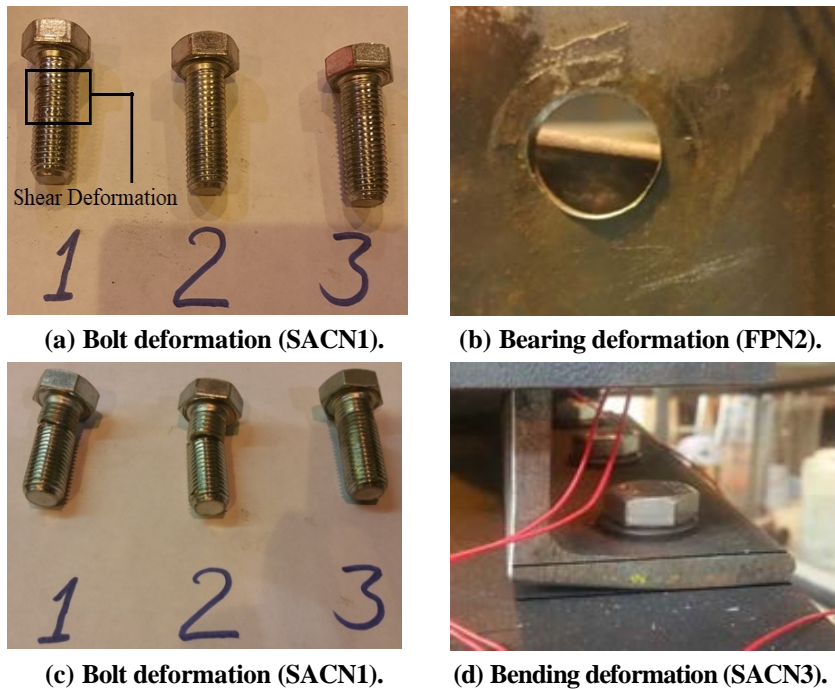 Shear Deformation
1 2 3
(a) Bolt deformation (SACN1).
(b) Bearing deformation (FPN2).
1 2 3
(c) Bolt deformation (SACN1).
(d) Bending deformation (SACN3).